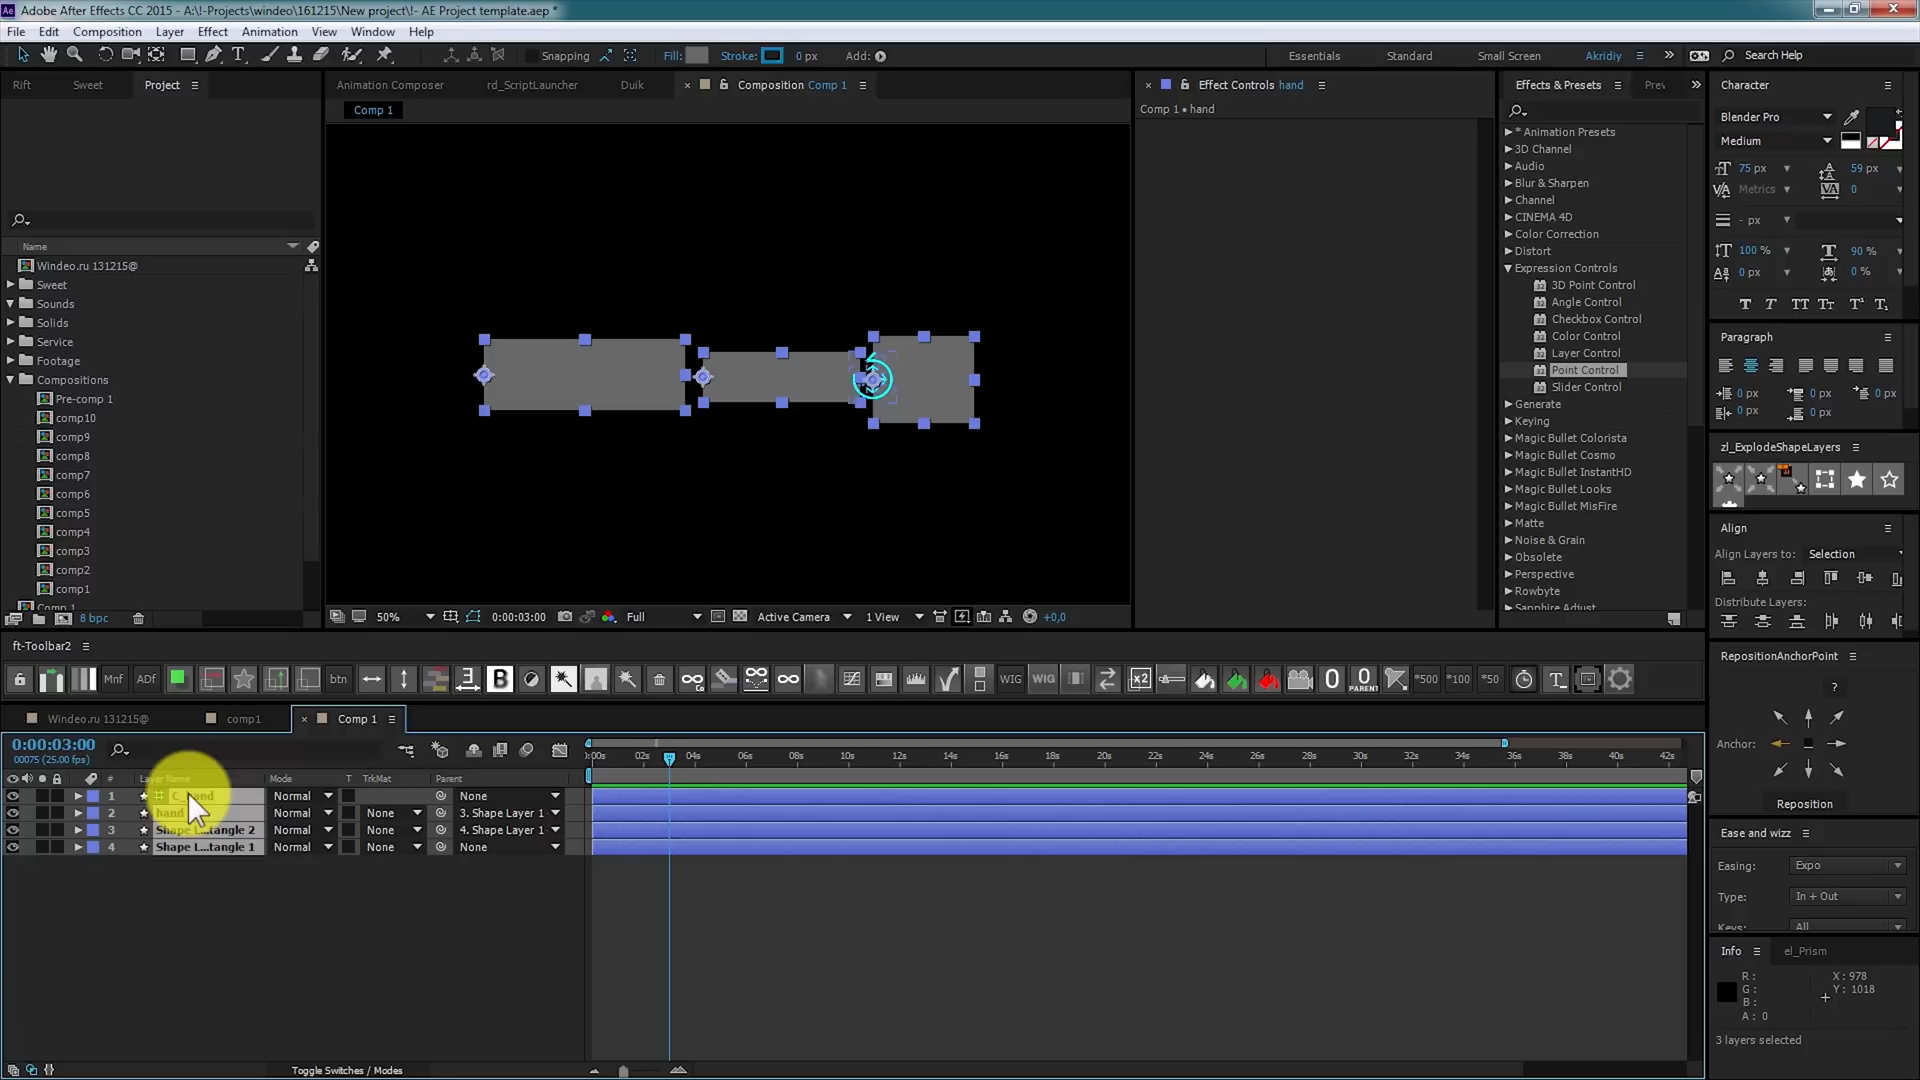 Adobe After Effects CC 2015 - A:\!-Projects\windeo\161215\New project\!- AE Project template.aep *
File Edit Composition Layer Effect Animation View Window Help
Snapping Fill: Stroke: 0 px Add: Essentials Standard Small Screen Akridiy Search Help
Rift Sweet Project
Animation Composer rd_ScriptLauncher Duik Composition Comp 1
Comp 1
Effect Controls hand
Comp 1 • hand
Name
Windeo.ru 131215@
Sweet
Sounds
Solids
Service
Footage
Compositions
Pre-comp 1
comp10
comp9
comp8
comp7
comp6
comp5
comp4
comp3
comp2
comp1
Comp 1
8 bpc
50% 0:00:03:00 Full Active Camera 1 View +0,0
Effects & Presets Prev
* Animation Presets
3D Channel
Audio
Blur & Sharpen
Channel
CINEMA 4D
Color Correction
Distort
Expression Controls
3D Point Control
Angle Control
Checkbox Control
Color Control
Layer Control
Point Control
Slider Control
Generate
Keying
Magic Bullet Colorista
Magic Bullet Cosmo
Magic Bullet InstantHD
Magic Bullet Looks
Magic Bullet MisFire
Matte
Noise & Grain
Obsolete
Perspective
Rowbyte
Sapphire Adjust
Character
Blender Pro
Medium
75 px 59 px
Metrics 0
- px
100 % 90 %
0 px 0 %
T T TT Tт T¹ T₁
Paragraph
0 px 0 px 0 px
0 px 0 px
zl_ExplodeShapeLayers
Align
Align Layers to: Selection
Distribute Layers:
RepositionAnchorPoint
?
Anchor:
Reposition
Ease and wizz
Easing: Expo
Type: In + Out
Keys: All
Info el_Prism
R: X: 978
G: Y: 1018
B:
A: 0
3 layers selected
ft-Toolbar2
Mnf ADf btn 3 B Co WIG WIG x2 0 0 PARENT *500 *100 *50
Windeo.ru 131215@ comp1 Comp 1
0:00:03:00
00075 (25.00 fps)
:00s 02s 04s 06s 08s 10s 12s 14s 16s 18s 20s 22s 24s 26s 28s 30s 32s 34s 36s 38s 40s 42s
# Layer Name Mode T TrkMat Parent
1 C_hand Normal None
2 hand Normal None 3. Shape Layer 1
3 Shape L...tangle 2 Normal None 4. Shape Layer 1
4 Shape L...tangle 1 Normal None None
Toggle Switches / Modes